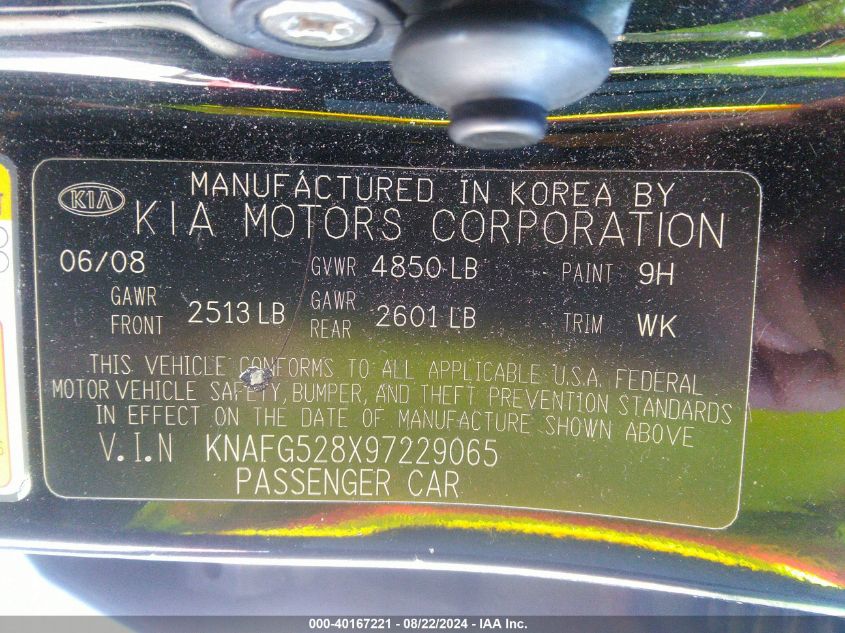 MANUFACTURED IN KOREA BY
KIA KIA MOTORS CORPORATION
06/08 GVWR 4850 LB PAINT 9H
GAWR FRONT 2513 LB GAWR REAR 2601 LB TRIM WK
THIS VEHICLE CONFORMS TO ALL APPLICABLE U.S.A. FEDERAL
MOTOR VEHICLE SAFETY, BUMPER, AND THEFT PREVENTION STANDARDS
IN EFFECT ON THE DATE OF MANUFACTURE SHOWN ABOVE
V.I.N KNAFG528X97229065
PASSENGER CAR
000-40167221 - 08/22/2024 - IAA Inc.